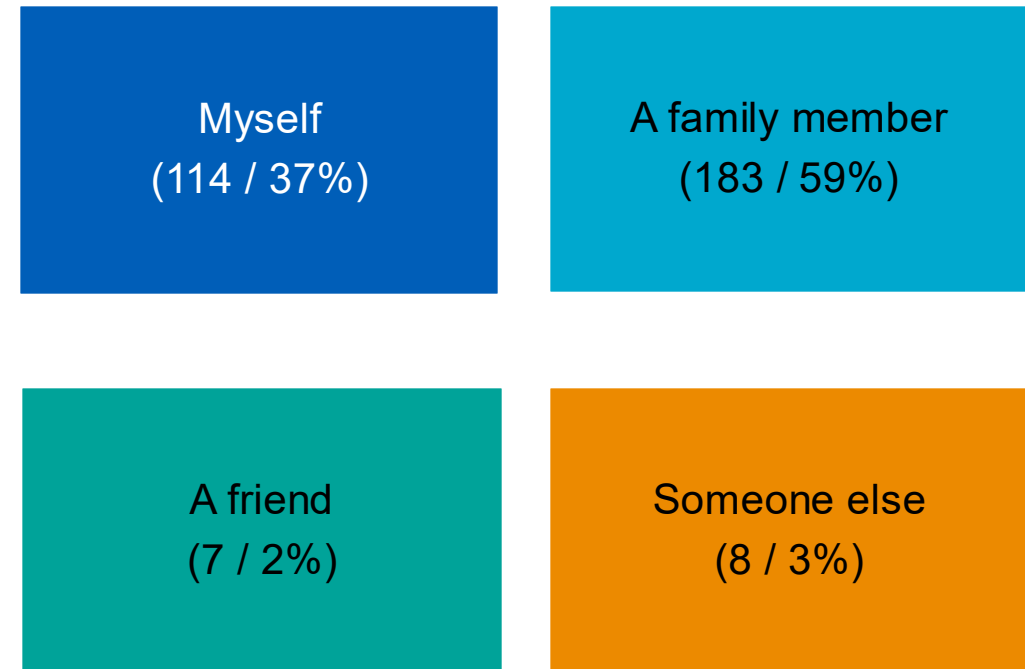 Myself
(114 / 37%)
A family member
(183 / 59%)
A friend
(7 / 2%)
Someone else
(8 / 3%)